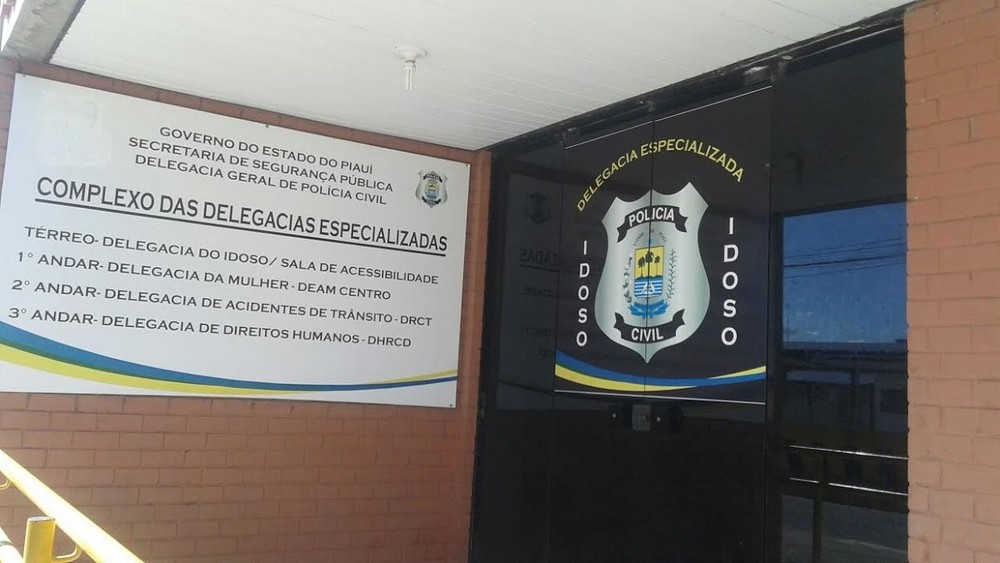 GOVERNO DO ESTADO DO PIAUÍ
SECRETARIA DE SEGURANÇA PÚBLICA
DELEGACIA GERAL DE POLÍCIA CIVIL
COMPLEXO DAS DELEGACIAS ESPECIALIZADAS
TÉRREO- DELEGACIA DO IDOSO/ SALA DE ACESSIBILIDADE
1° ANDAR- DELEGACIA DA MULHER - DEAM CENTRO
2° ANDAR- DELEGACIA DE ACIDENTES DE TRÂNSITO - DRCT
3° ANDAR- DELEGACIA DE DIREITOS HUMANOS - DHRCD
DELEGACIA ESPECIALIZADA
IDOSO
POLICIA
CIVIL
IDOSO